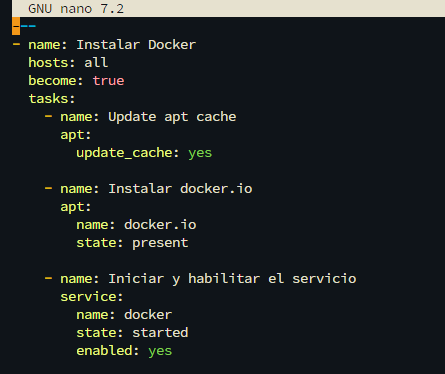 GNU nano 7.2
---
- name: Instalar Docker
  hosts: all
  become: true
  tasks:
    - name: Update apt cache
      apt:
        update_cache: yes

    - name: Instalar docker.io
      apt:
        name: docker.io
        state: present

    - name: Iniciar y habilitar el servicio
      service:
        name: docker
        state: started
        enabled: yes